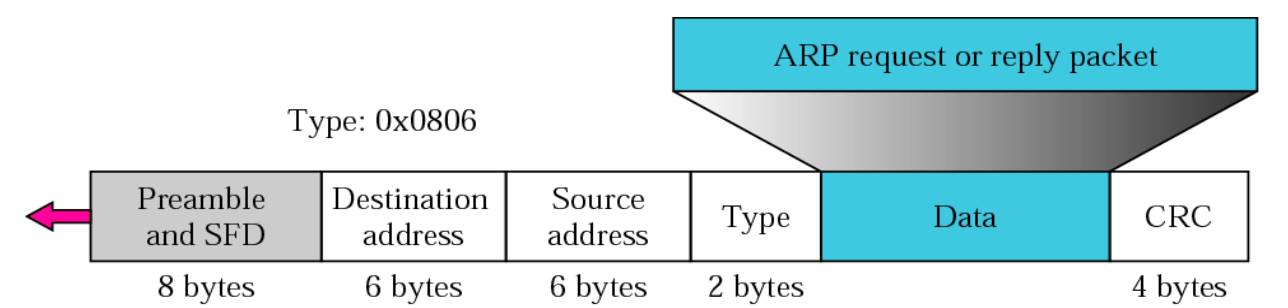 ARP request or reply packet
Type: 0x0806
Preamble
and SFD
Destination
address
Source
address
Type
Data
CRC
8 bytes
6 bytes
6 bytes
2 bytes
4 bytes